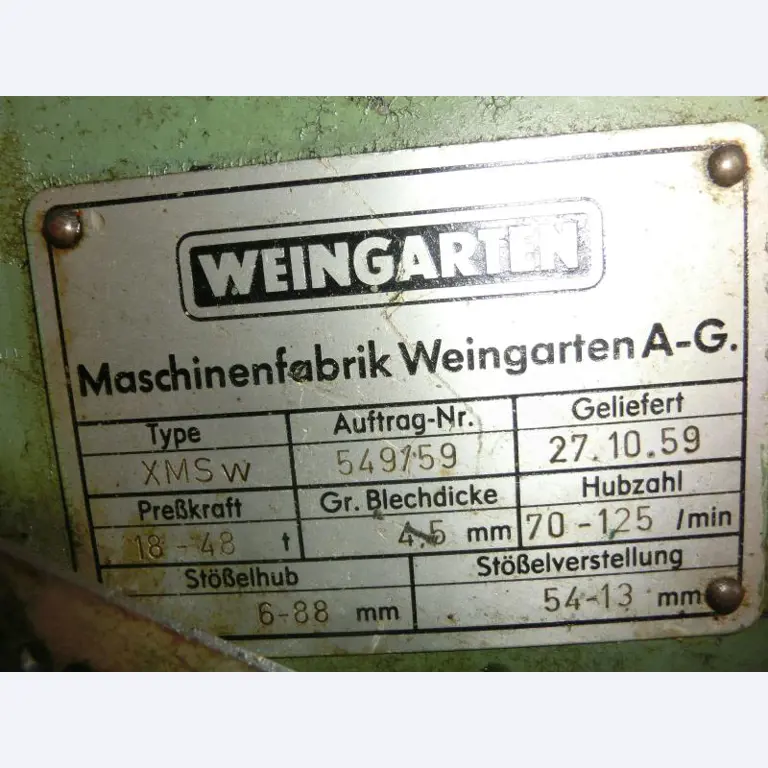 WEINGARTEN
Maschinenfabrik Weingarten A-G.
Type Auftrag-Nr. Geliefert
XMSw 549159 27.10.59
Preßkraft Gr. Blechdicke Hubzahl
18-48 t 4.5 mm 70-125 /min
Stößelhub Stößelverstellung
6-88 mm 54-13 mm